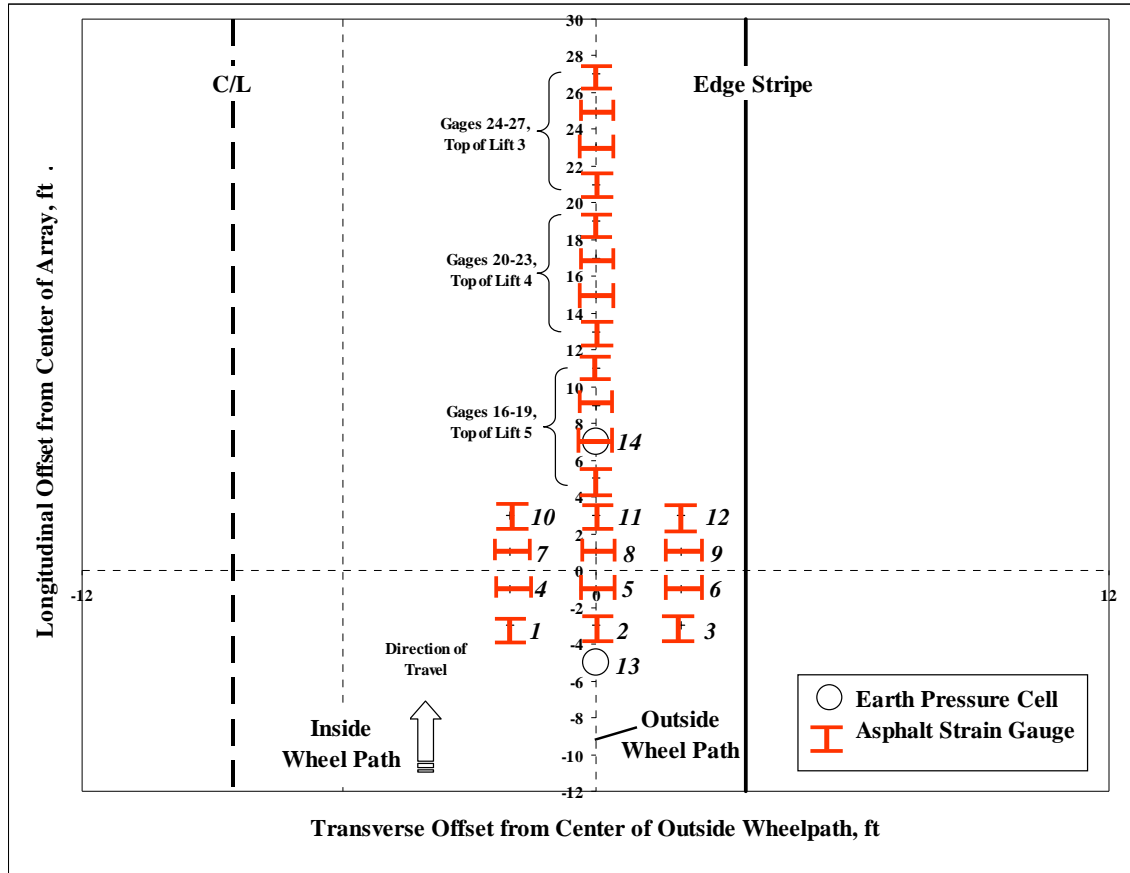 30
28
C/L
Edge Stripe
26
Gages 24-27,
Top of Lift 3
24
22
20
18
Gages 20-23,
Top of Lift 4
16
14
12
10
Gages 16-19,
Top of Lift 5
8
14
6
4
10 11 12
2
7 8 9
0
-12 0 12
4 5 6
-2
1 2 3
-4
Direction of
Travel
13
-6
-8
Inside
Wheel Path
Outside
Wheel Path
-10
-12
Earth Pressure Cell
Asphalt Strain Gauge
Longitudinal Offset from Center of Array, ft .
Transverse Offset from Center of Outside Wheelpath, ft